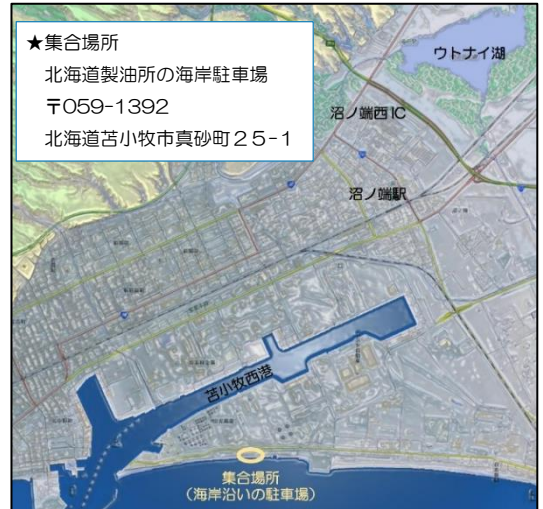 ★集合場所
北海道製油所の海岸駐車場
〒059-1392
北海道苫小牧市真砂町25-1
ウトナイ湖
沼ノ端西IC
沼ノ端駅
苫小牧西港
集合場所
(海岸沿いの駐車場)